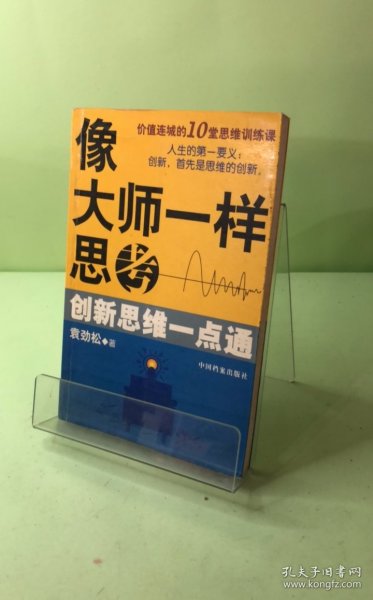 价值连城的10堂思维训练课
人生的第一要义：
创新，首先是思维的创新。
像
大师一样
思考
创新思维一点通
袁劲松◆著
中国档案出版社
孔夫子旧书网
www.kongfz.com